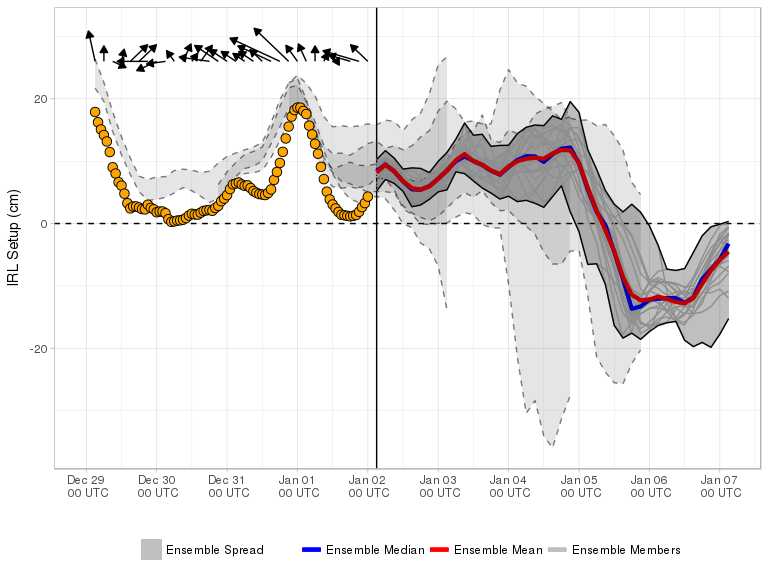 IRL Setup (cm)
20
0
-20
Dec 29 Dec 30 Dec 31 Jan 01 Jan 02 Jan 03 Jan 04 Jan 05 Jan 06 Jan 07
00 UTC 00 UTC 00 UTC 00 UTC 00 UTC 00 UTC 00 UTC 00 UTC 00 UTC 00 UTC
Ensemble Spread Ensemble Median Ensemble Mean Ensemble Members